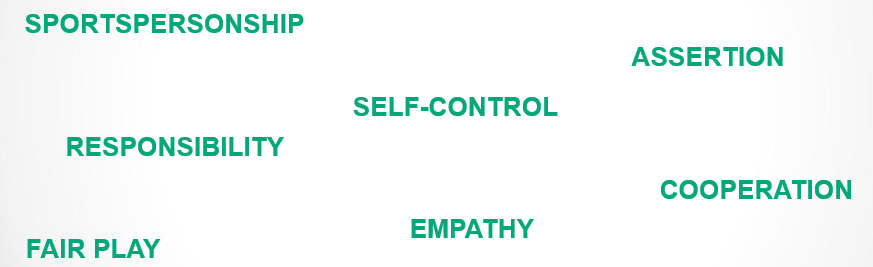 SPORTSPERSONSHIP
ASSERTION
SELF-CONTROL
RESPONSIBILITY
COOPERATION
EMPATHY
FAIR PLAY